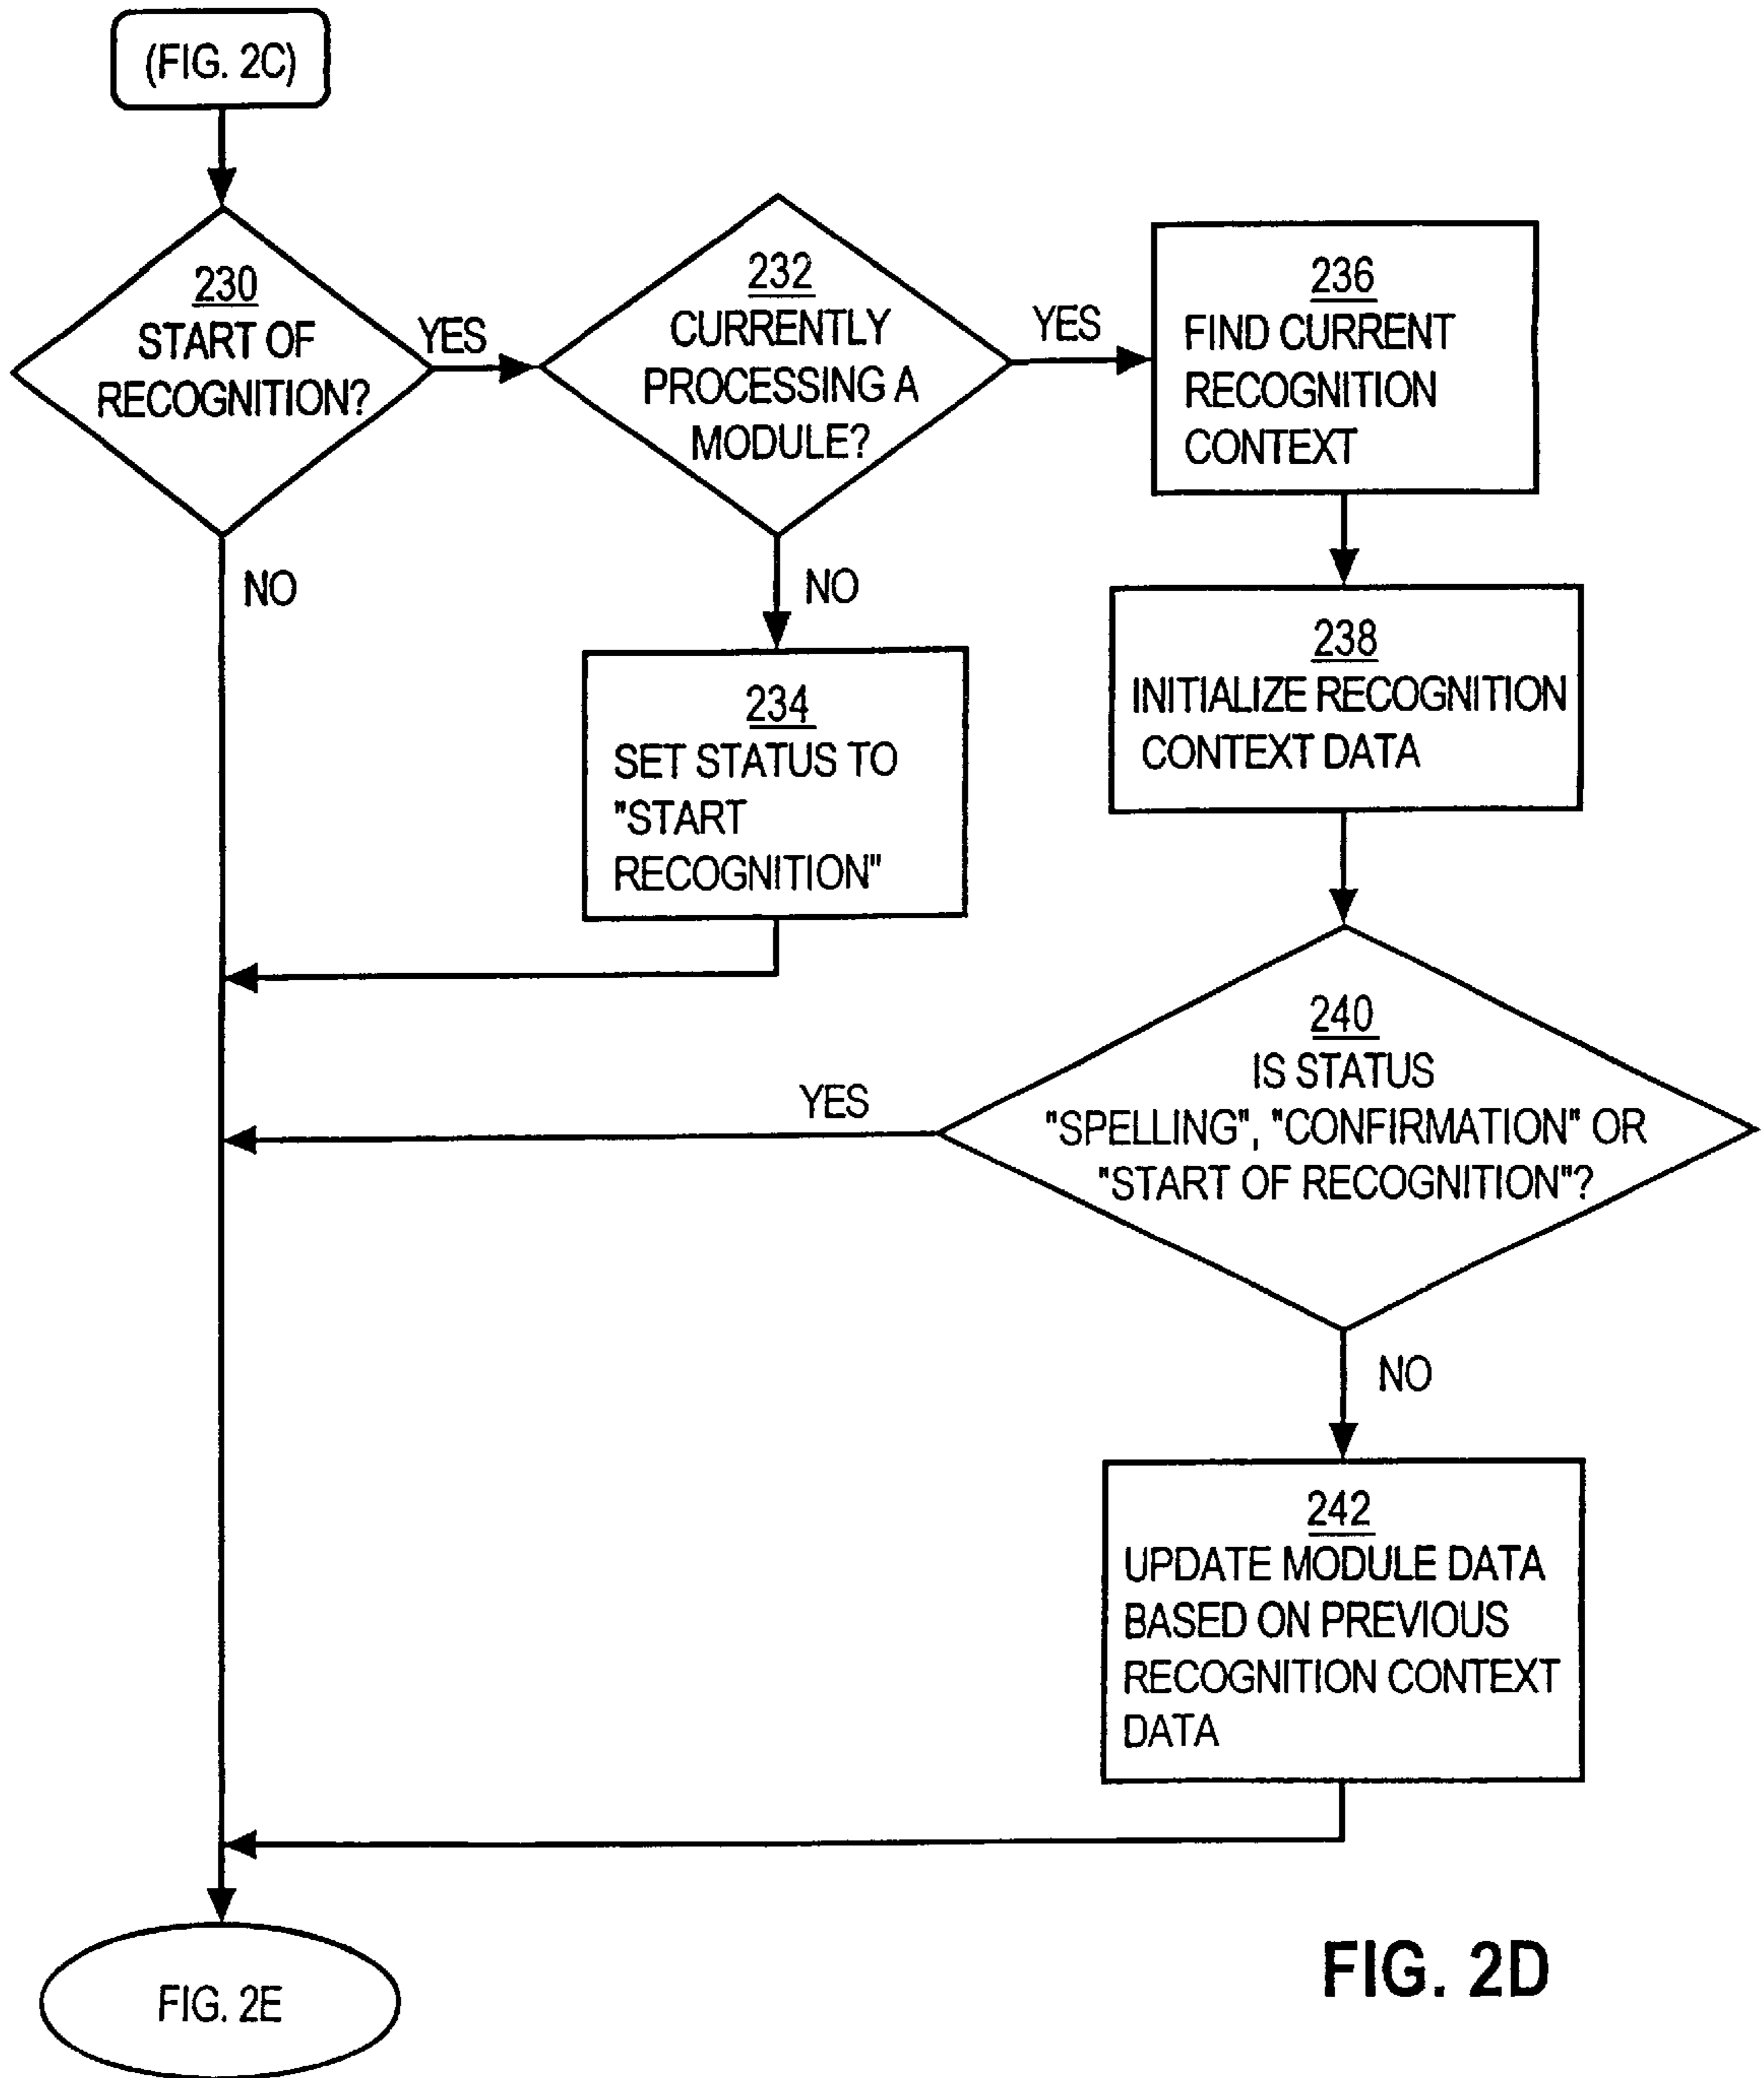 (FIG. 2C)
230
START OF
RECOGNITION?
YES
NO
232
CURRENTLY
PROCESSING A
MODULE?
YES
NO
234
SET STATUS TO
"START
RECOGNITION"
236
FIND CURRENT
RECOGNITION
CONTEXT
238
INITIALIZE RECOGNITION
CONTEXT DATA
240
IS STATUS
"SPELLING", "CONFIRMATION" OR
"START OF RECOGNITION"?
YES
NO
242
UPDATE MODULE DATA
BASED ON PREVIOUS
RECOGNITION CONTEXT
DATA
FIG. 2E
FIG. 2D